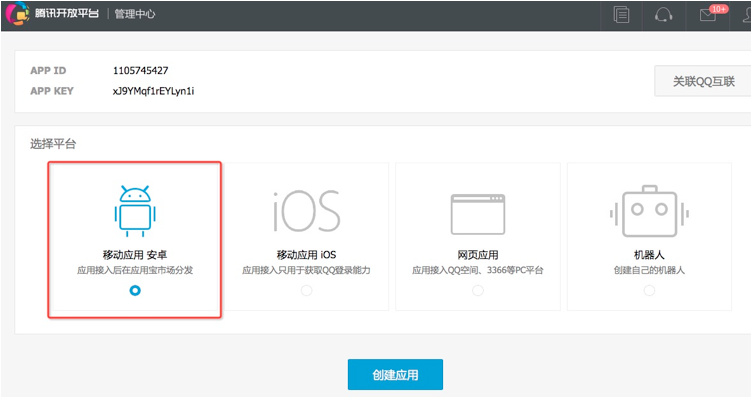 腾讯开放平台 | 管理中心
10+
APP ID 1105745427
APP KEY xJ9YMqf1rEYLyn1i
关联QQ互联
选择平台
iOS
移动应用 安卓
应用接入后在应用宝市场分发
移动应用 iOS
应用接入只用于获取QQ登录能力
网页应用
应用接入QQ空间、3366等PC平台
机器人
创建自己的机器人
创建应用